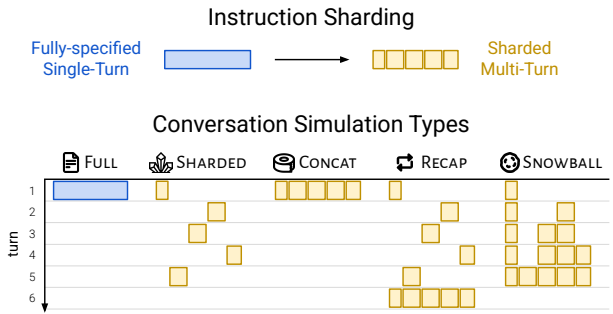 Instruction Sharding
Fully-specified
Single-Turn
Sharded
Multi-Turn
Conversation Simulation Types
FULL
SHARDED
CONCAT
RECAP
SNOWBALL
turn
1
2
3
4
5
6